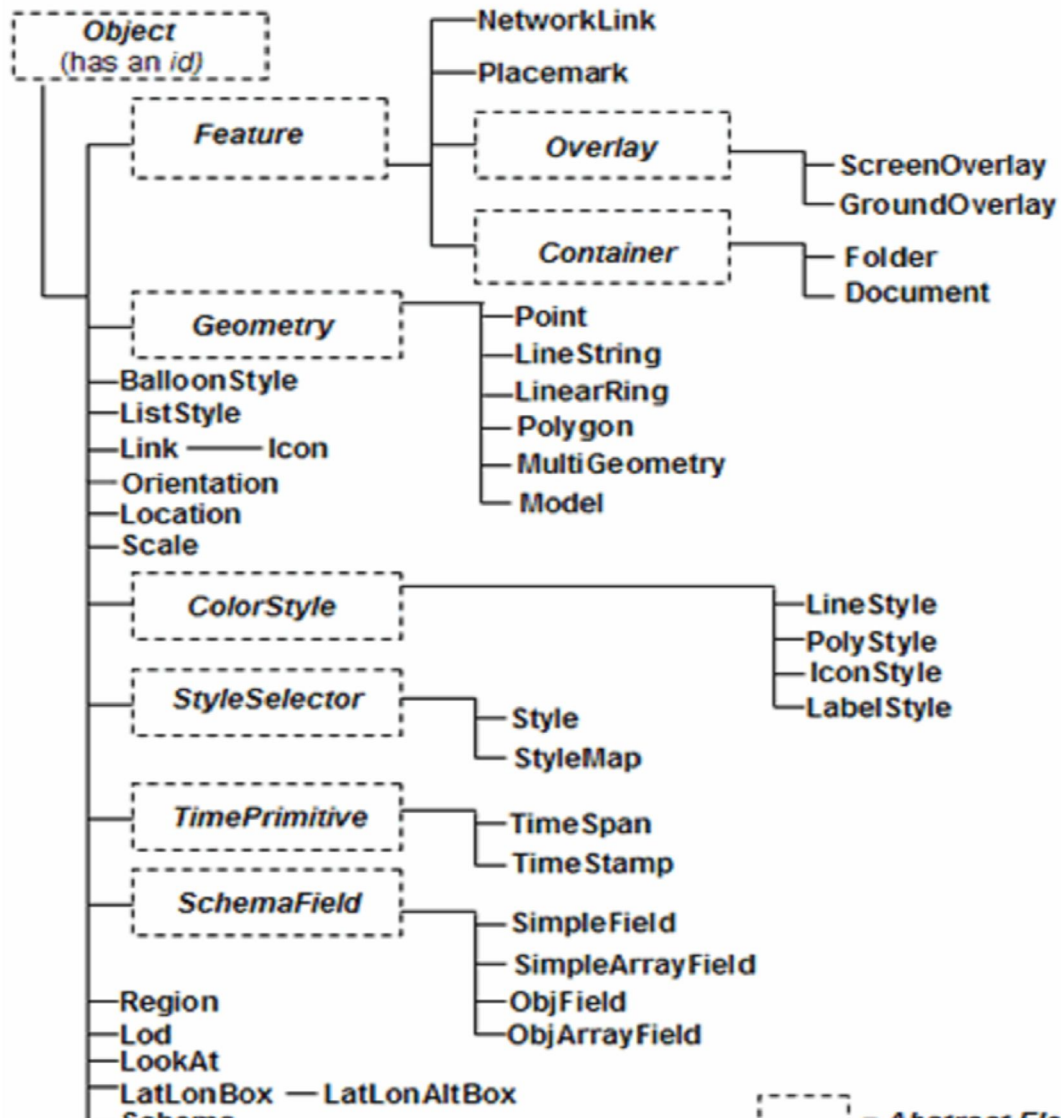 Object
(has an id)
NetworkLink
Placemark
Feature
Overlay
ScreenOverlay
GroundOverlay
Container
Folder
Document
Geometry
Point
LineString
LinearRing
Polygon
MultiGeometry
Model
BalloonStyle
ListStyle
Link
Icon
Orientation
Location
Scale
ColorStyle
LineStyle
PolyStyle
IconStyle
LabelStyle
StyleSelector
Style
StyleMap
TimePrimitive
TimeSpan
TimeStamp
SchemaField
SimpleField
SimpleArrayField
ObjField
ObjArrayField
Region
Lod
LookAt
LatLonBox
LatLonAltBox